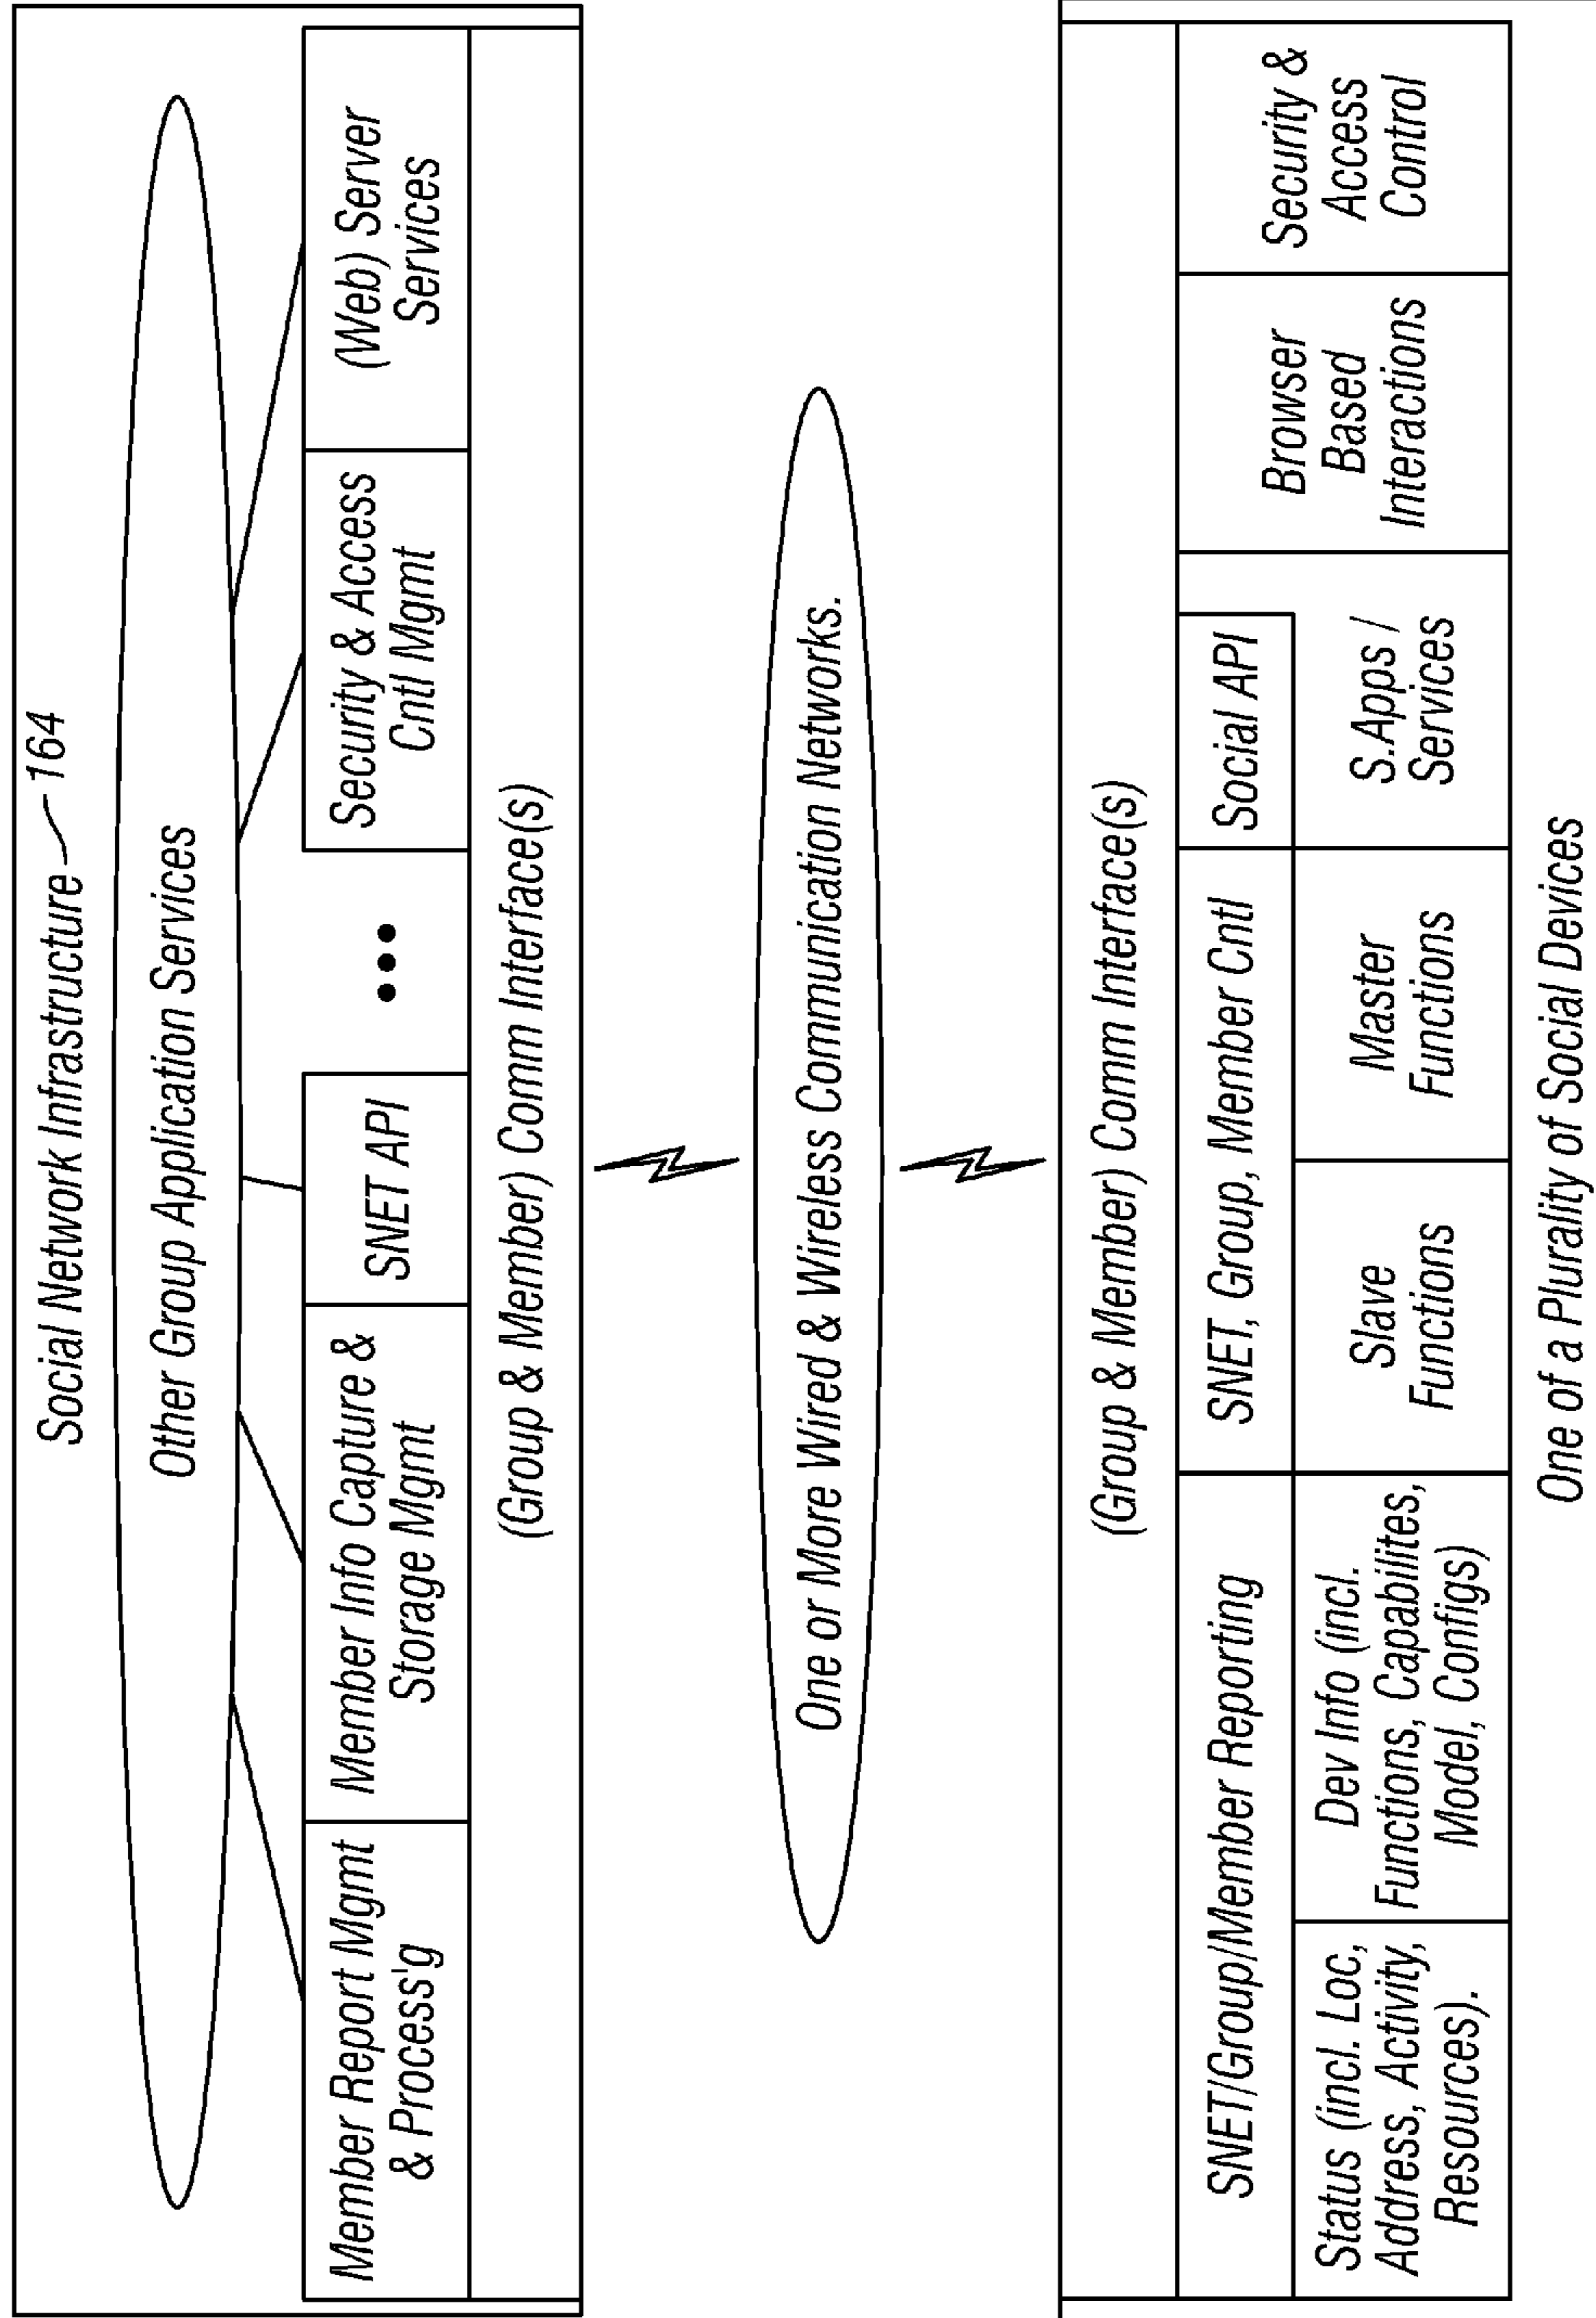 Social Network Infrastructure 164
Other Group Application Services
Member Report Mgmt
& Process'g
Member Info Capture &
Storage Mgmt
SNET API
•••
Security & Access
Cntl Mgmt
(Web) Server
Services
(Group & Member) Comm Interface(s)
One or More Wired & Wireless Communication Networks.
(Group & Member) Comm Interface(s)
SNET/Group/Member Reporting
SNET, Group, Member Cntl
Social API
Status (incl. Loc,
Address, Activity,
Resources).
Dev Info (incl.
Functions, Capabilites,
Model, Configs)
Slave
Functions
Master
Functions
S.Apps /
Services
Browser
Based
Interactions
Security &
Access
Control
One of a Plurality of Social Devices